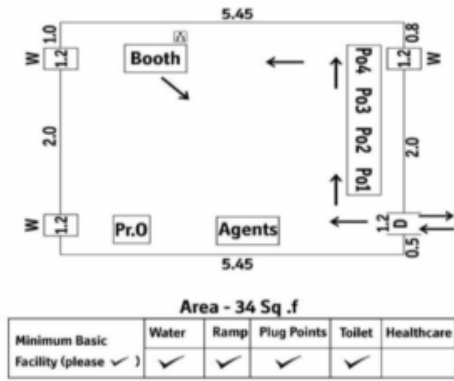 5.45
1.0
W
1.2
Booth
0.8
1.2
W
Po4
Po3
2.0
Po2
2.0
Po1
W
1.2
Pr.O
Agents
1.2
D
0.5
5.45
Area - 34 Sq .f
Minimum Basic Facility (please ✓ ) Water Ramp Plug Points Toilet Healthcare
✓ ✓ ✓ ✓